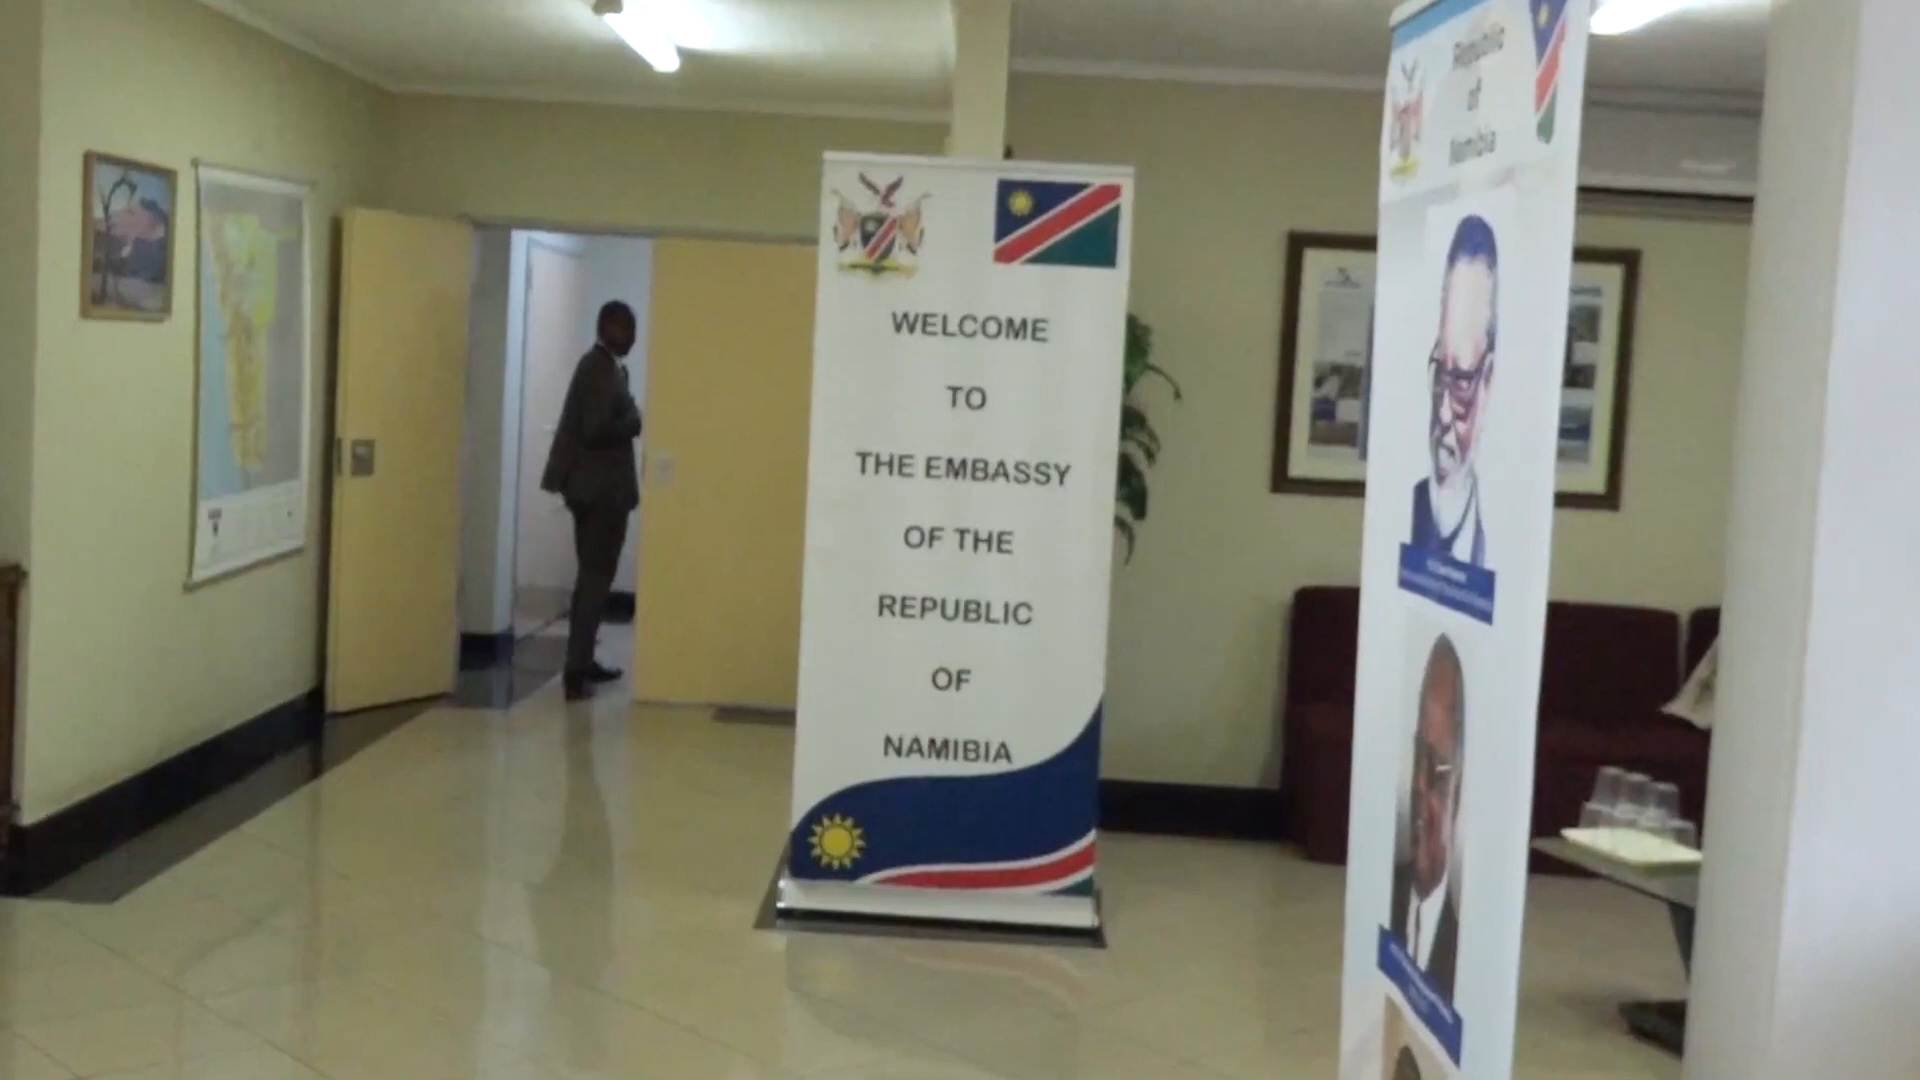 WELCOME
TO
THE EMBASSY
OF THE
REPUBLIC
OF
NAMIBIA
Republic
of
Namibia